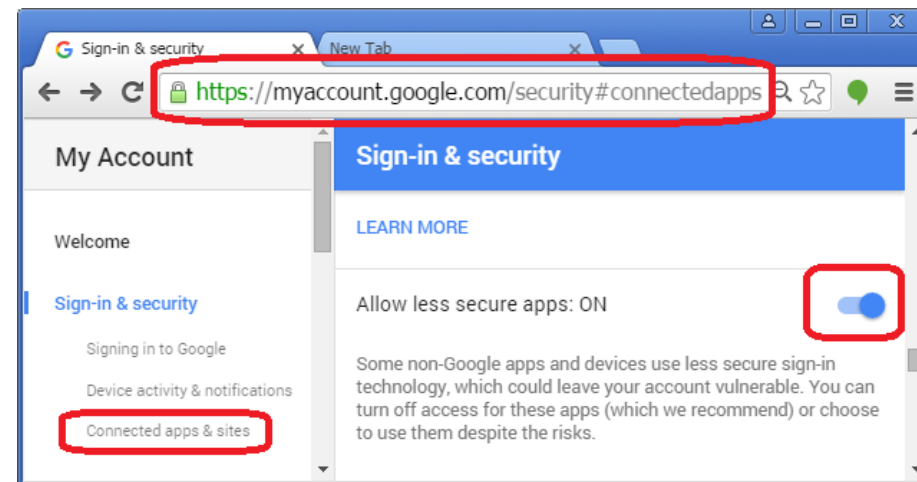 Sign-in & security
New Tab
https://myaccount.google.com/security#connectedapps
My Account
Sign-in & security
Welcome
LEARN MORE
Sign-in & security
Allow less secure apps: ON
Signing in to Google
Device activity & notifications
Connected apps & sites
Some non-Google apps and devices use less secure sign-in
technology, which could leave your account vulnerable. You can
turn off access for these apps (which we recommend) or choose
to use them despite the risks.